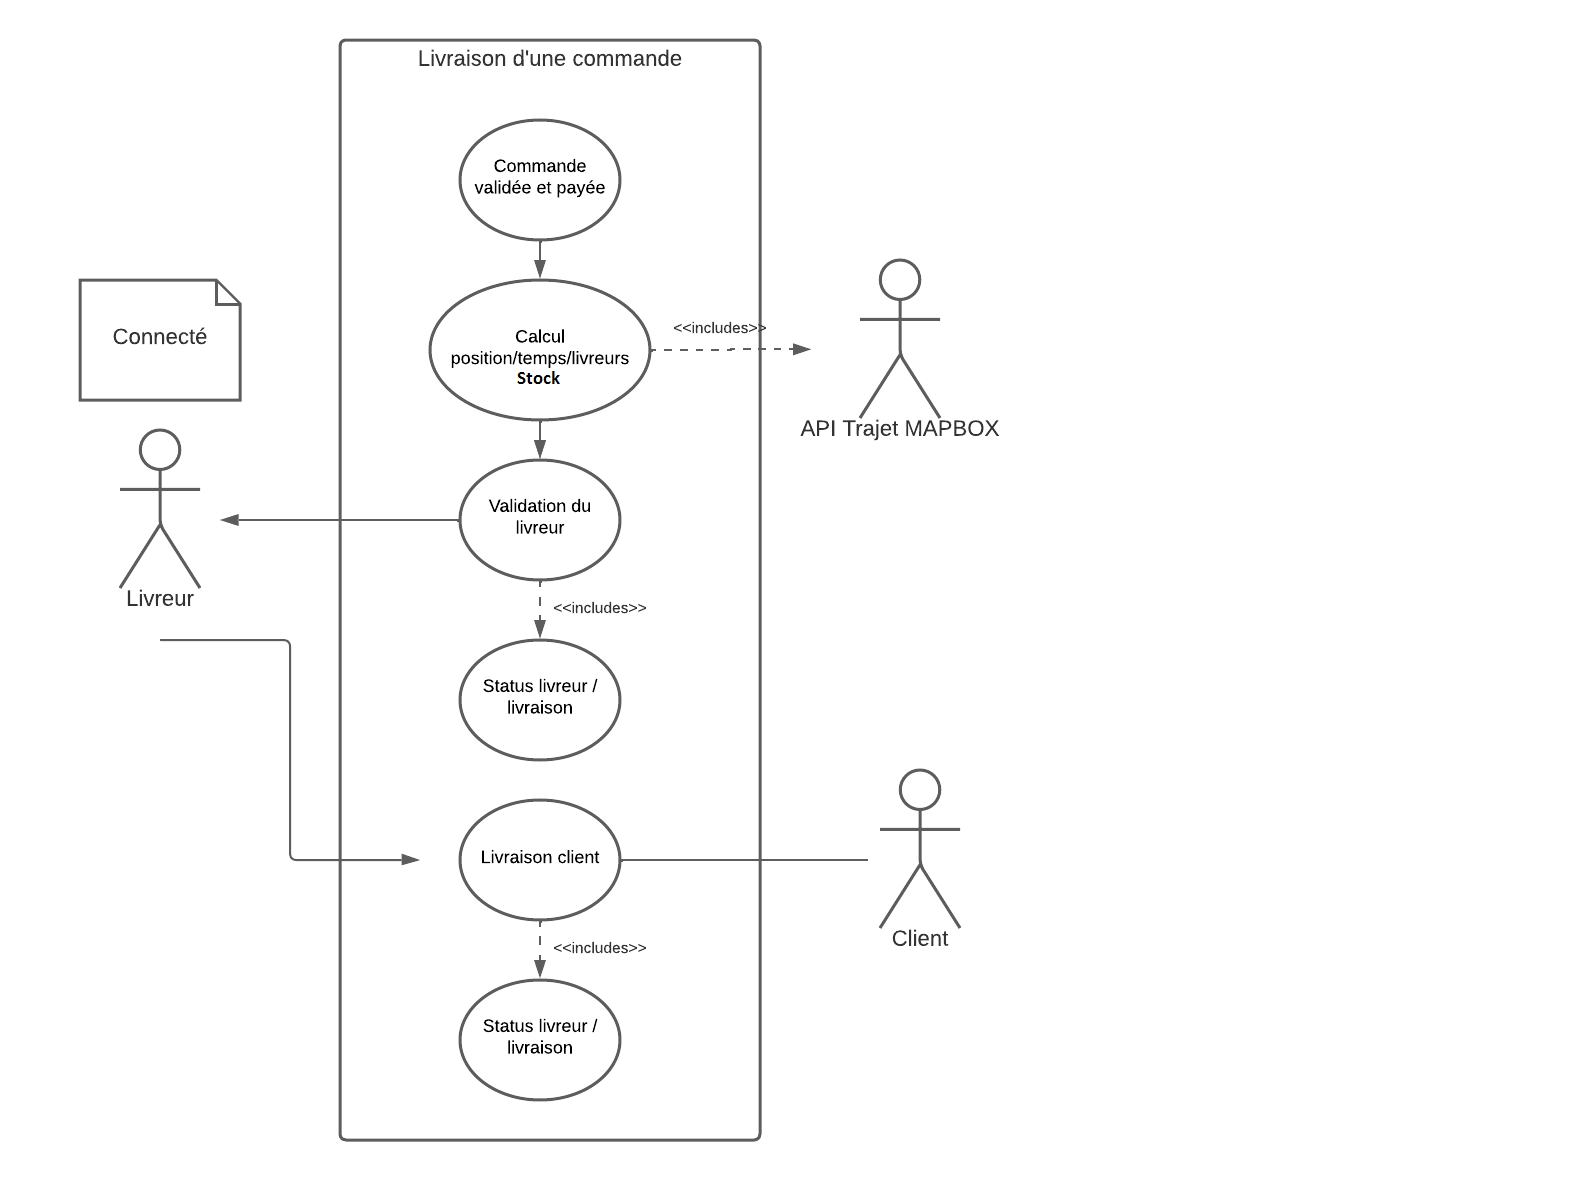 Livraison d'une commande
Commande
validée et payée
Connecté
Calcul
position/temps/livreurs
Stock
<<includes>>
API Trajet MAPBOX
Validation du
livreur
Livreur
<<includes>>
Status livreur /
livraison
Livraison client
Client
<<includes>>
Status livreur /
livraison